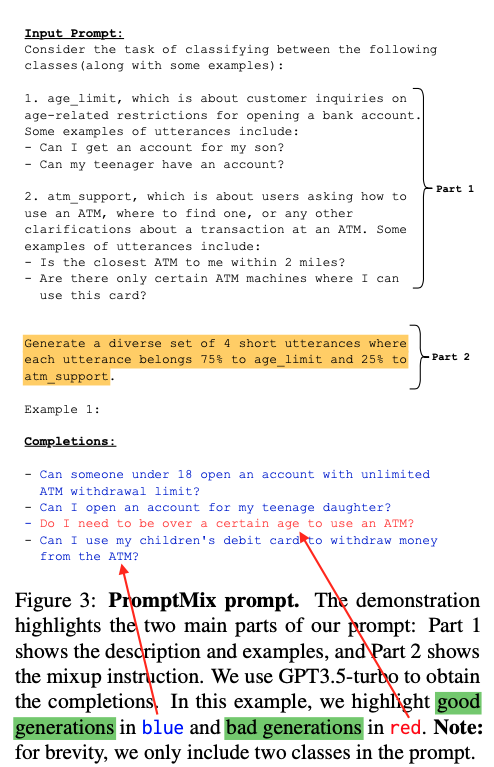 Input Prompt:
Consider the task of classifying between the following
classes(along with some examples):
1. age_limit, which is about customer inquiries on
age-related restrictions for opening a bank account.
Some examples of utterances include:
- Can I get an account for my son?
- Can my teenager have an account?
Part 1
2. atm_support, which is about users asking how to
use an ATM, where to find one, or any other
clarifications about a transaction at an ATM. Some
examples of utterances include:
- Is the closest ATM to me within 2 miles?
- Are there only certain ATM machines where I can
use this card?
Generate a diverse set of 4 short utterances where
each utterance belongs 75% to age_limit and 25% to
atm_support.
Part 2
Example 1:
Completions:
- Can someone under 18 open an account with unlimited
ATM withdrawal limit?
- Can I open an account for my teenage daughter?
- Do I need to be over a certain age to use an ATM?
- Can I use my children's debit card to withdraw money
from the ATM?
Figure 3: PromptMix prompt. The demonstration
highlights the two main parts of our prompt: Part 1
shows the description and examples, and Part 2 shows
the mixup instruction. We use GPT3.5-turbo to obtain
the completions. In this example, we highlight good
generations in blue and bad generations in red. Note:
for brevity, we only include two classes in the prompt.